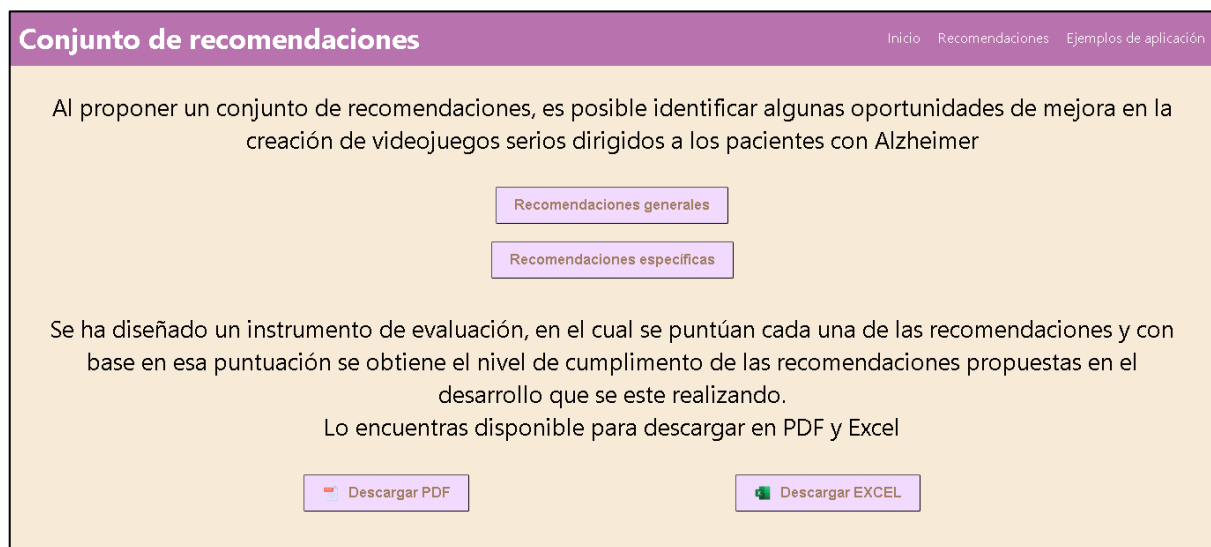 Conjunto de recomendaciones
Inicio Recomendaciones Ejemplos de aplicación
Al proponer un conjunto de recomendaciones, es posible identificar algunas oportunidades de mejora en la
creación de videojuegos serios dirigidos a los pacientes con Alzheimer
Recomendaciones generales
Recomendaciones específicas
Se ha diseñado un instrumento de evaluación, en el cual se puntúan cada una de las recomendaciones y con
base en esa puntuación se obtiene el nivel de cumplimento de las recomendaciones propuestas en el
desarrollo que se este realizando.
Lo encuentras disponible para descargar en PDF y Excel
Descargar PDF
Descargar EXCEL